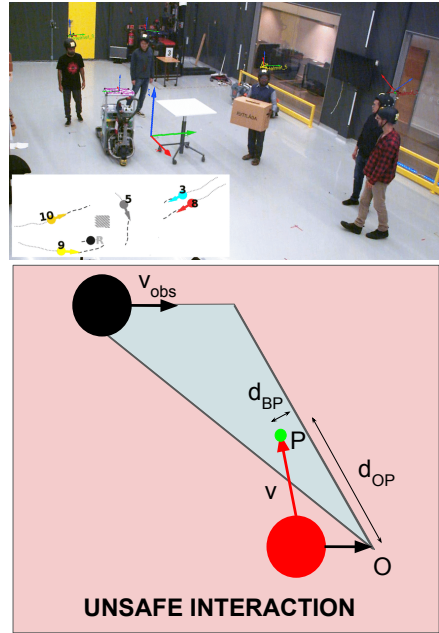 3
5
8
10
9
R
v_obs
d_BP
P
d_OP
v
O
UNSAFE INTERACTION